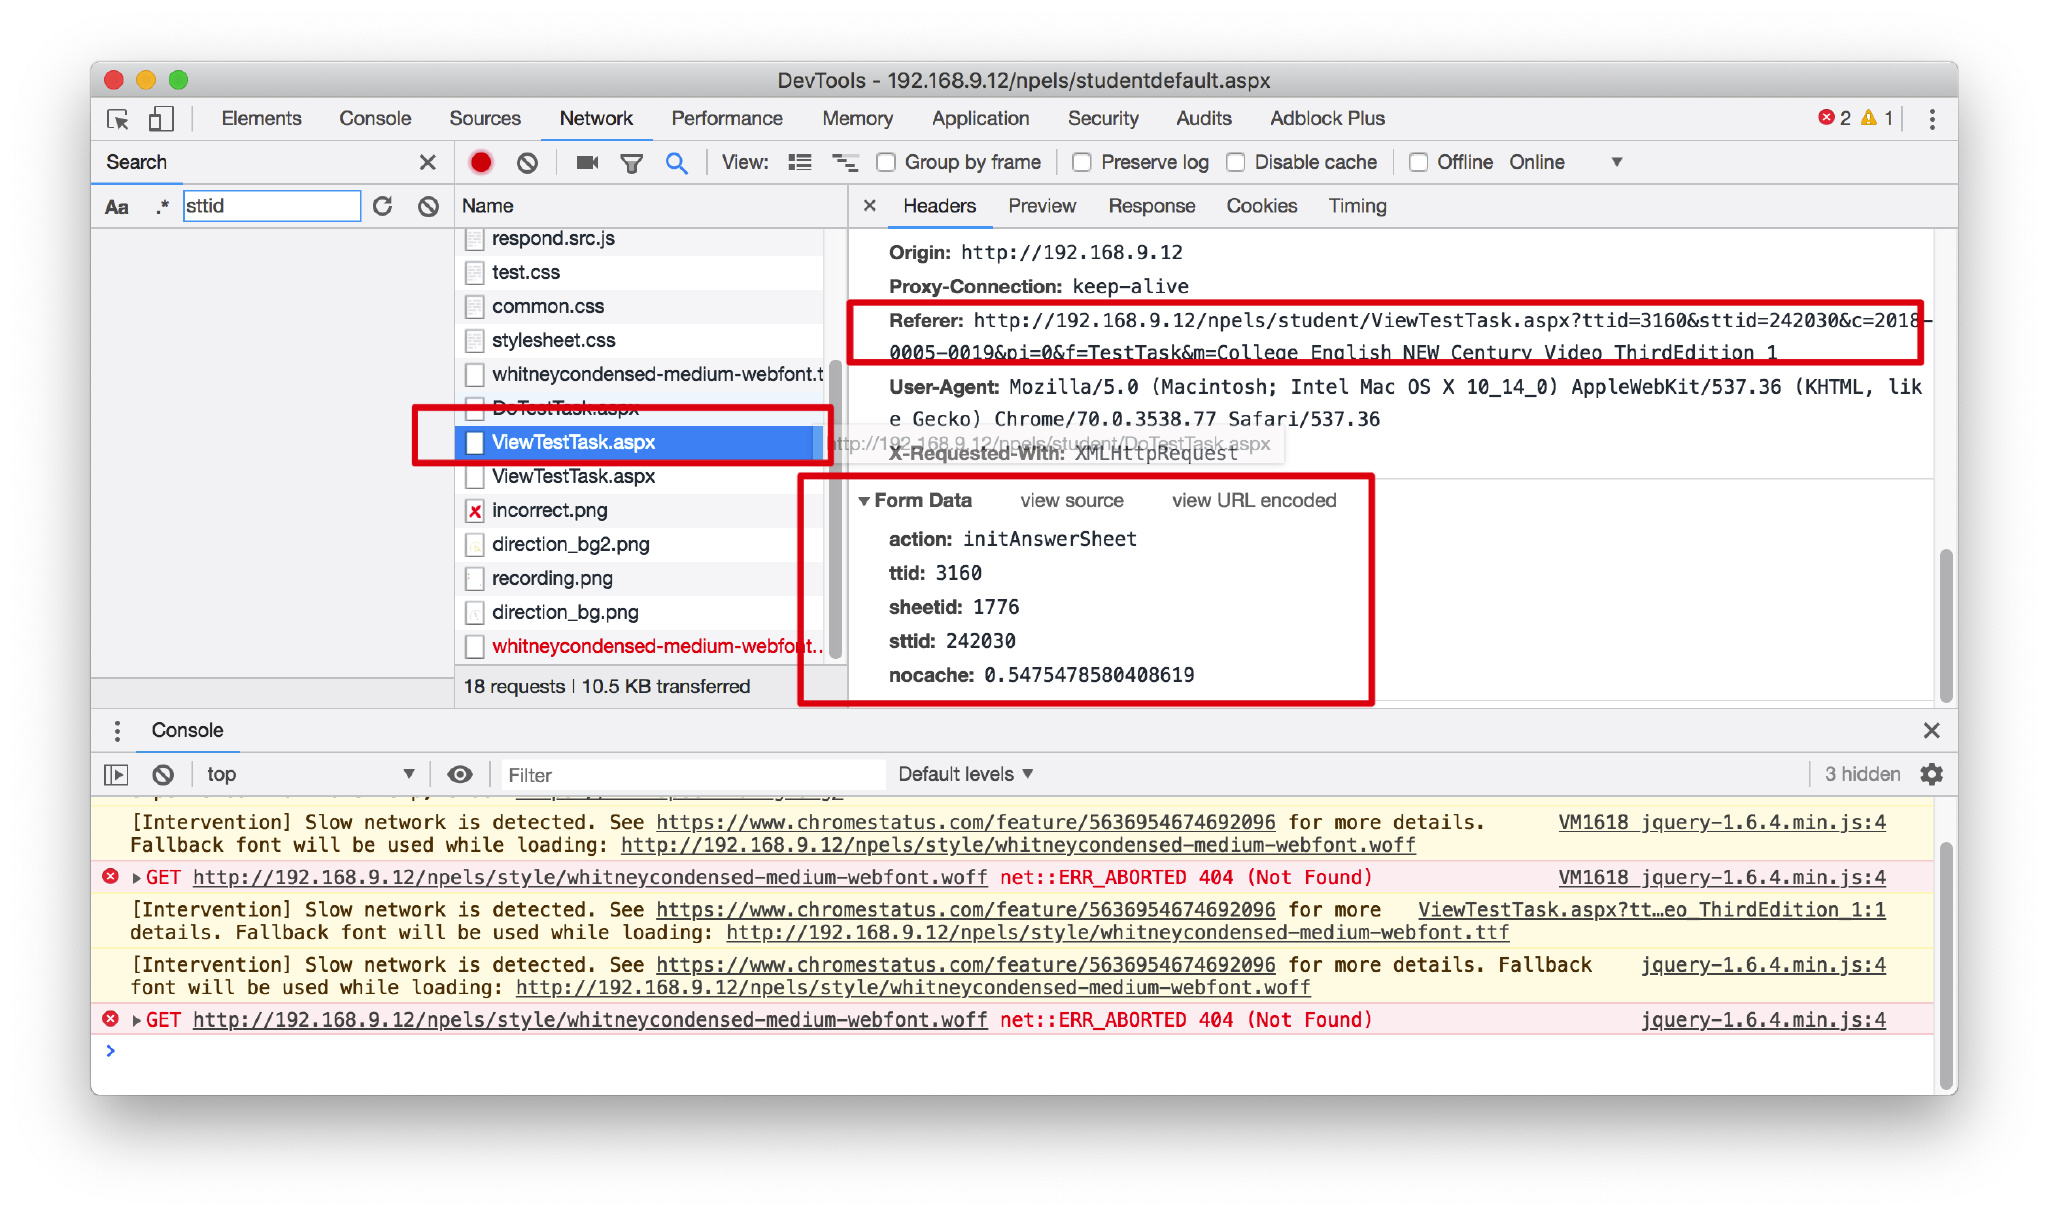 DevTools - 192.168.9.12/npels/studentdefault.aspx
Elements Console Sources Network Performance Memory Application Security Audits Adblock Plus 2 1
Search
View: Group by frame Preserve log Disable cache Offline Online
Aa .* sttid
Name
Headers Preview Response Cookies Timing
respond.src.js
test.css
common.css
stylesheet.css
whitneycondensed-medium-webfont.t
DoTestTask.aspx
ViewTestTask.aspx
ViewTestTask.aspx
incorrect.png
direction_bg2.png
recording.png
direction_bg.png
whitneycondensed-medium-webfont...
18 requests | 10.5 KB transferred
Origin: http://192.168.9.12
Proxy-Connection: keep-alive
Referer: http://192.168.9.12/npels/student/ViewTestTask.aspx?ttid=3160&sttid=242030&c=2018-
0005-0019&pi=0&f=TestTask&m=College_English_NEW_Century_Video_ThirdEdition_1
User-Agent: Mozilla/5.0 (Macintosh; Intel Mac OS X 10_14_0) AppleWebKit/537.36 (KHTML, lik
e Gecko) Chrome/70.0.3538.77 Safari/537.36
http://192.168.9.12/npels/student/DoTestTask.aspx
X-Requested-With: XMLHttpRequest
Form Data view source view URL encoded
action: initAnswerSheet
ttid: 3160
sheetid: 1776
sttid: 242030
nocache: 0.5475478580408619
Console
top Filter Default levels 3 hidden
[Intervention] Slow network is detected. See https://www.chromestatus.com/feature/5636954674692096 for more details. VM1618 jquery-1.6.4.min.js:4
Fallback font will be used while loading: http://192.168.9.12/npels/style/whitneycondensed-medium-webfont.woff
GET http://192.168.9.12/npels/style/whitneycondensed-medium-webfont.woff net::ERR_ABORTED 404 (Not Found) VM1618 jquery-1.6.4.min.js:4
[Intervention] Slow network is detected. See https://www.chromestatus.com/feature/5636954674692096 for more ViewTestTask.aspx?tt…eo_ThirdEdition_1:1
details. Fallback font will be used while loading: http://192.168.9.12/npels/style/whitneycondensed-medium-webfont.ttf
[Intervention] Slow network is detected. See https://www.chromestatus.com/feature/5636954674692096 for more details. Fallback jquery-1.6.4.min.js:4
font will be used while loading: http://192.168.9.12/npels/style/whitneycondensed-medium-webfont.woff
GET http://192.168.9.12/npels/style/whitneycondensed-medium-webfont.woff net::ERR_ABORTED 404 (Not Found) jquery-1.6.4.min.js:4